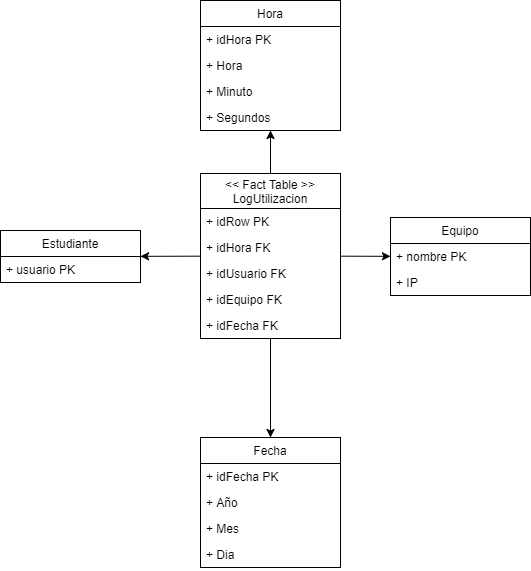 Hora
+ idHora PK
+ Hora
+ Minuto
+ Segundos
<< Fact Table >>
LogUtilizacion
+ idRow PK
+ idHora FK
+ idUsuario FK
+ idEquipo FK
+ idFecha FK
Estudiante
+ usuario PK
Equipo
+ nombre PK
+ IP
Fecha
+ idFecha PK
+ Año
+ Mes
+ Dia